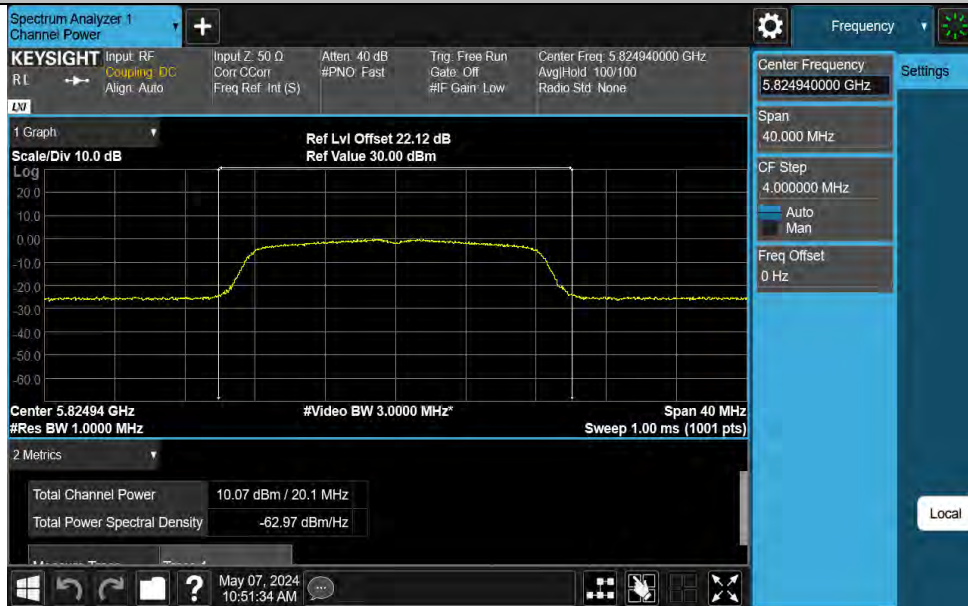 Spectrum Analyzer 1
Channel Power
+
Frequency
KEYSIGHT
Input: RF
Coupling: DC
Align: Auto
Input Z: 50 Ω
Corr CCorr
Freq Ref: Int (S)
Atten: 40 dB
#PNO: Fast
Trig: Free Run
Gate: Off
#IF Gain: Low
Center Freq: 5.824940000 GHz
Avg|Hold: 100/100
Radio Std: None
LXI
Center Frequency
5.824940000 GHz
Settings
Span
40.000 MHz
CF Step
4.000000 MHz
Auto
Man
Freq Offset
0 Hz
Local
1 Graph
Scale/Div 10.0 dB
Ref Lvl Offset 22.12 dB
Ref Value 30.00 dBm
Log
20.0
10.0
0.00
-10.0
-20.0
-30.0
-40.0
-50.0
-60.0
Center 5.82494 GHz
#Video BW 3.0000 MHz*
Span 40 MHz
#Res BW 1.0000 MHz
Sweep 1.00 ms (1001 pts)
2 Metrics
Total Channel Power 10.07 dBm / 20.1 MHz
Total Power Spectral Density -62.97 dBm/Hz
?
May 07, 2024
10:51:34 AM